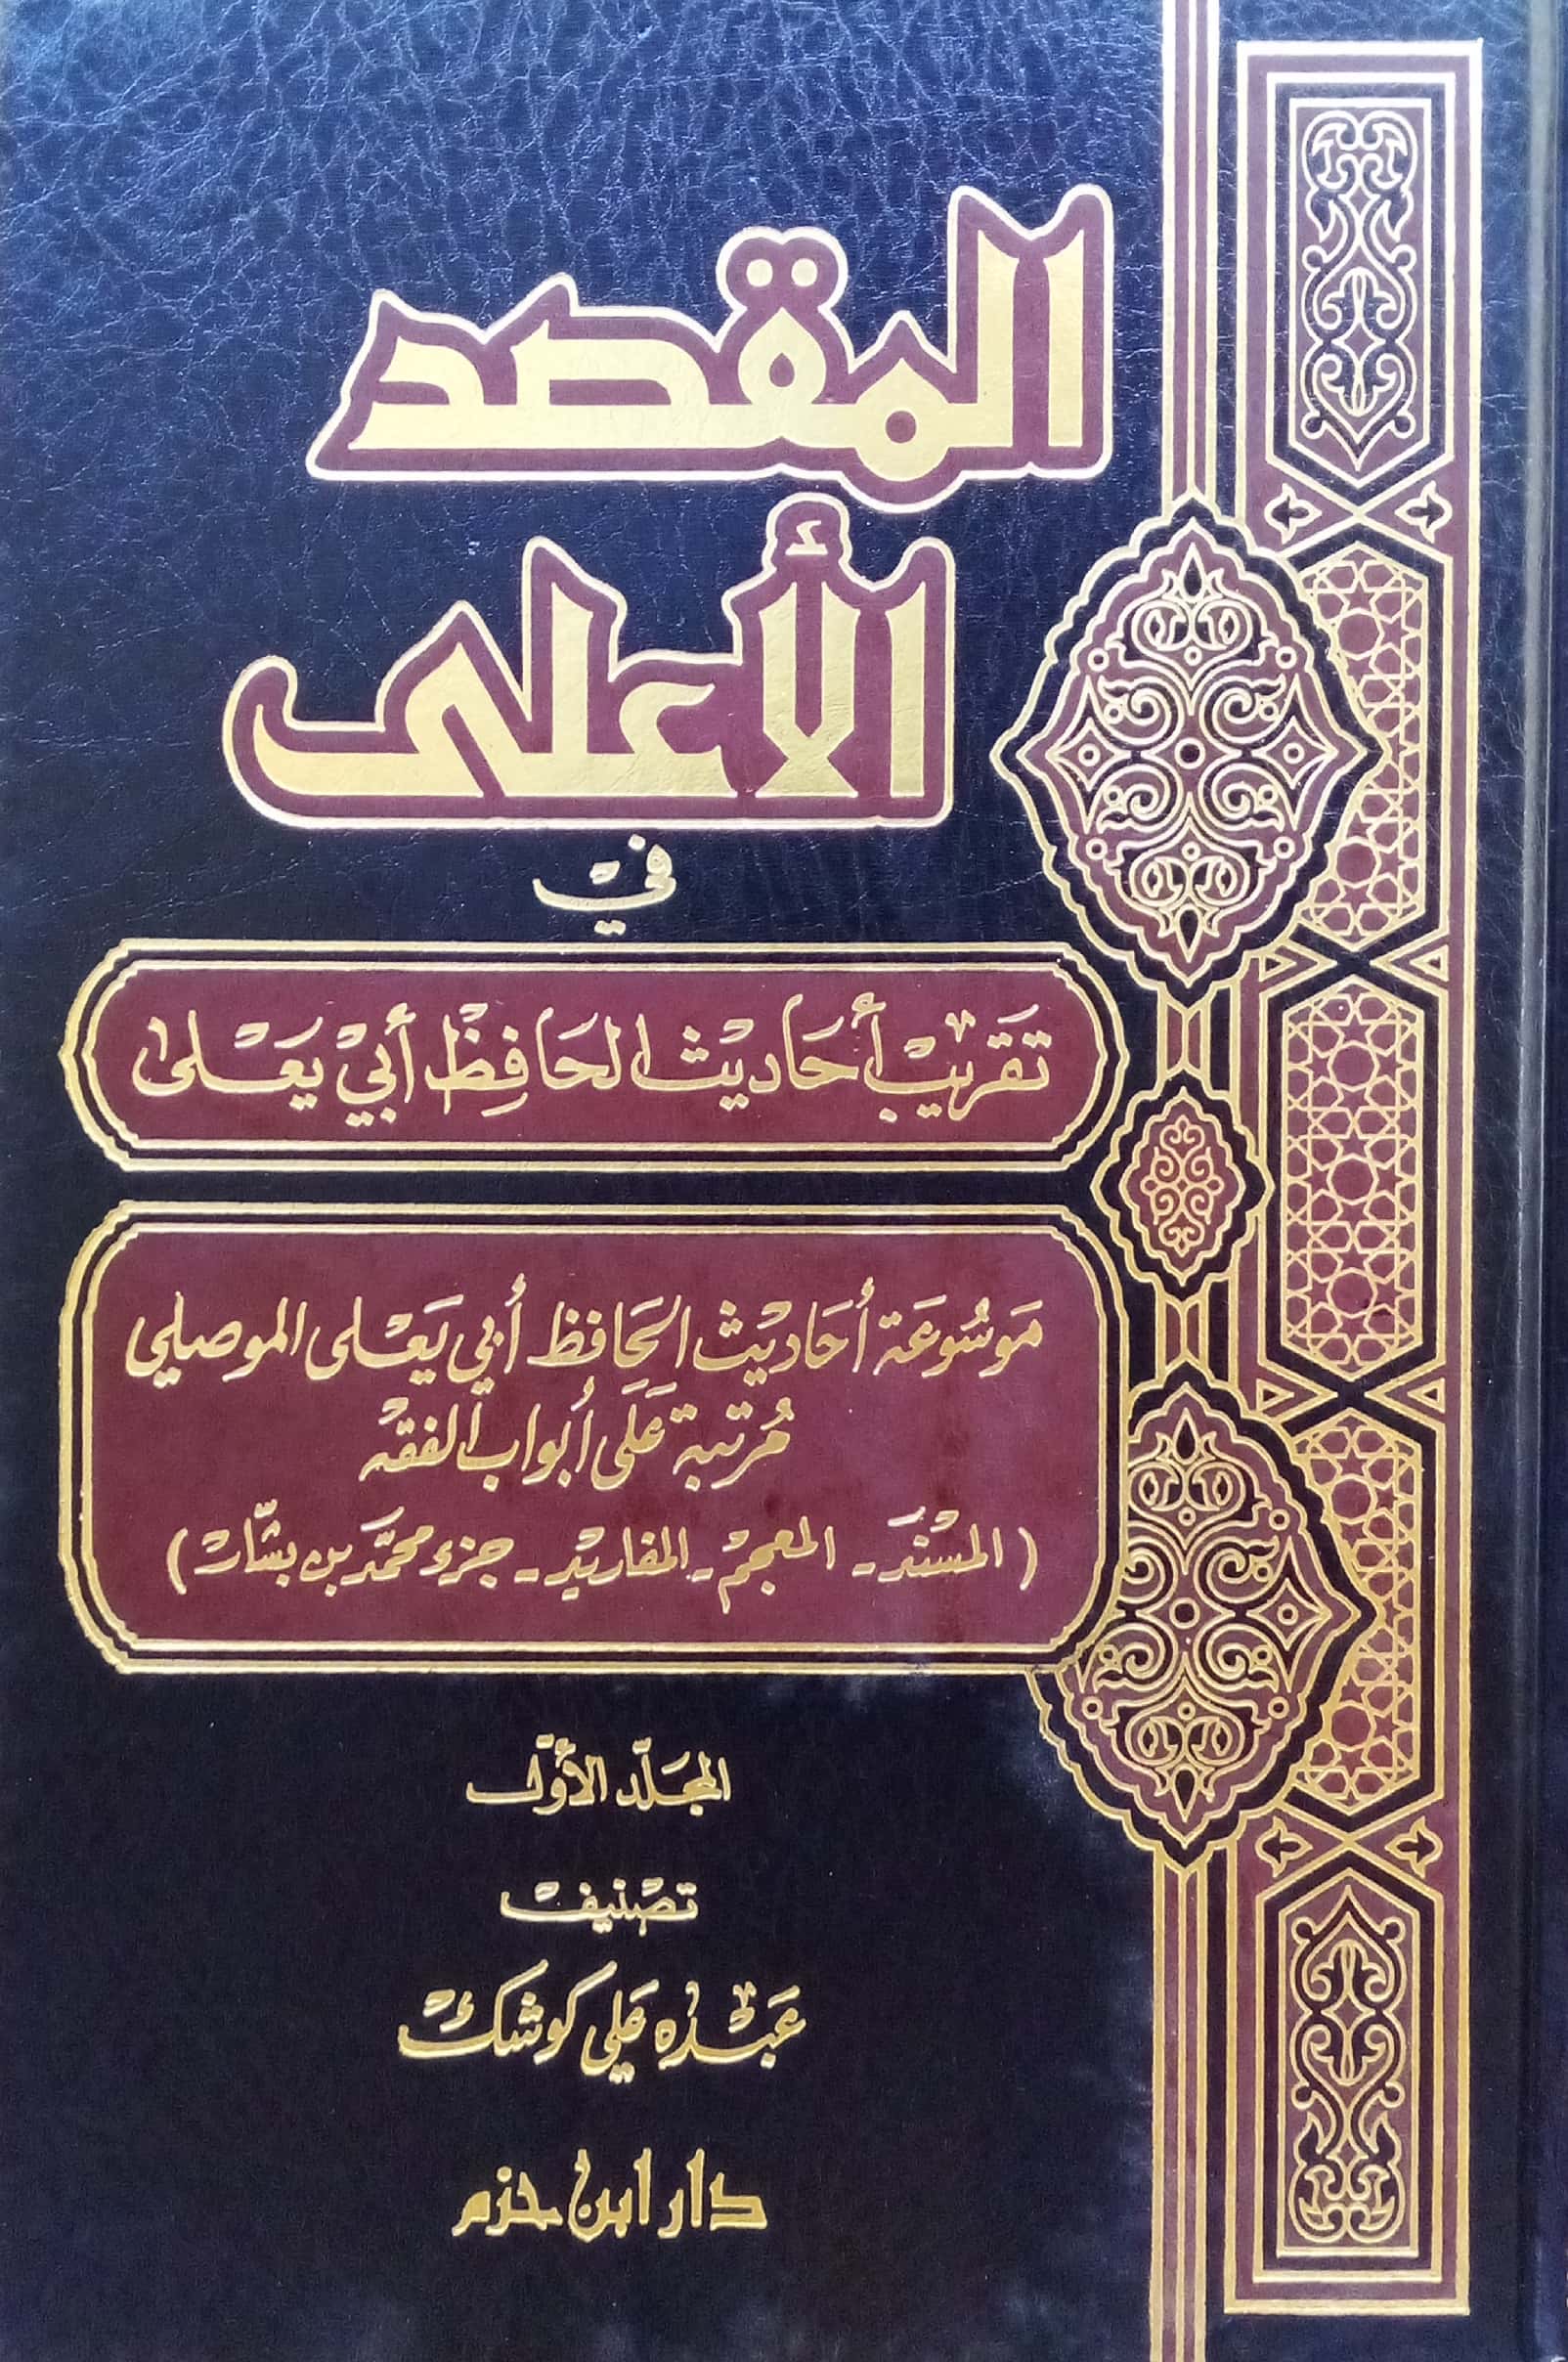 المقصد
الأعلى
في
تقريب أحاديث الحافظ أبي يعلى
موسوعة أحاديث الحافظ أبي يعلى الموصلي
مرتبة على أبواب الفقه
(المسند - المعجم - المفاريد - جزء محمد بن بشار)
المجلد الأول
تصنيف
عبده علي كوشك
دار ابن حزم